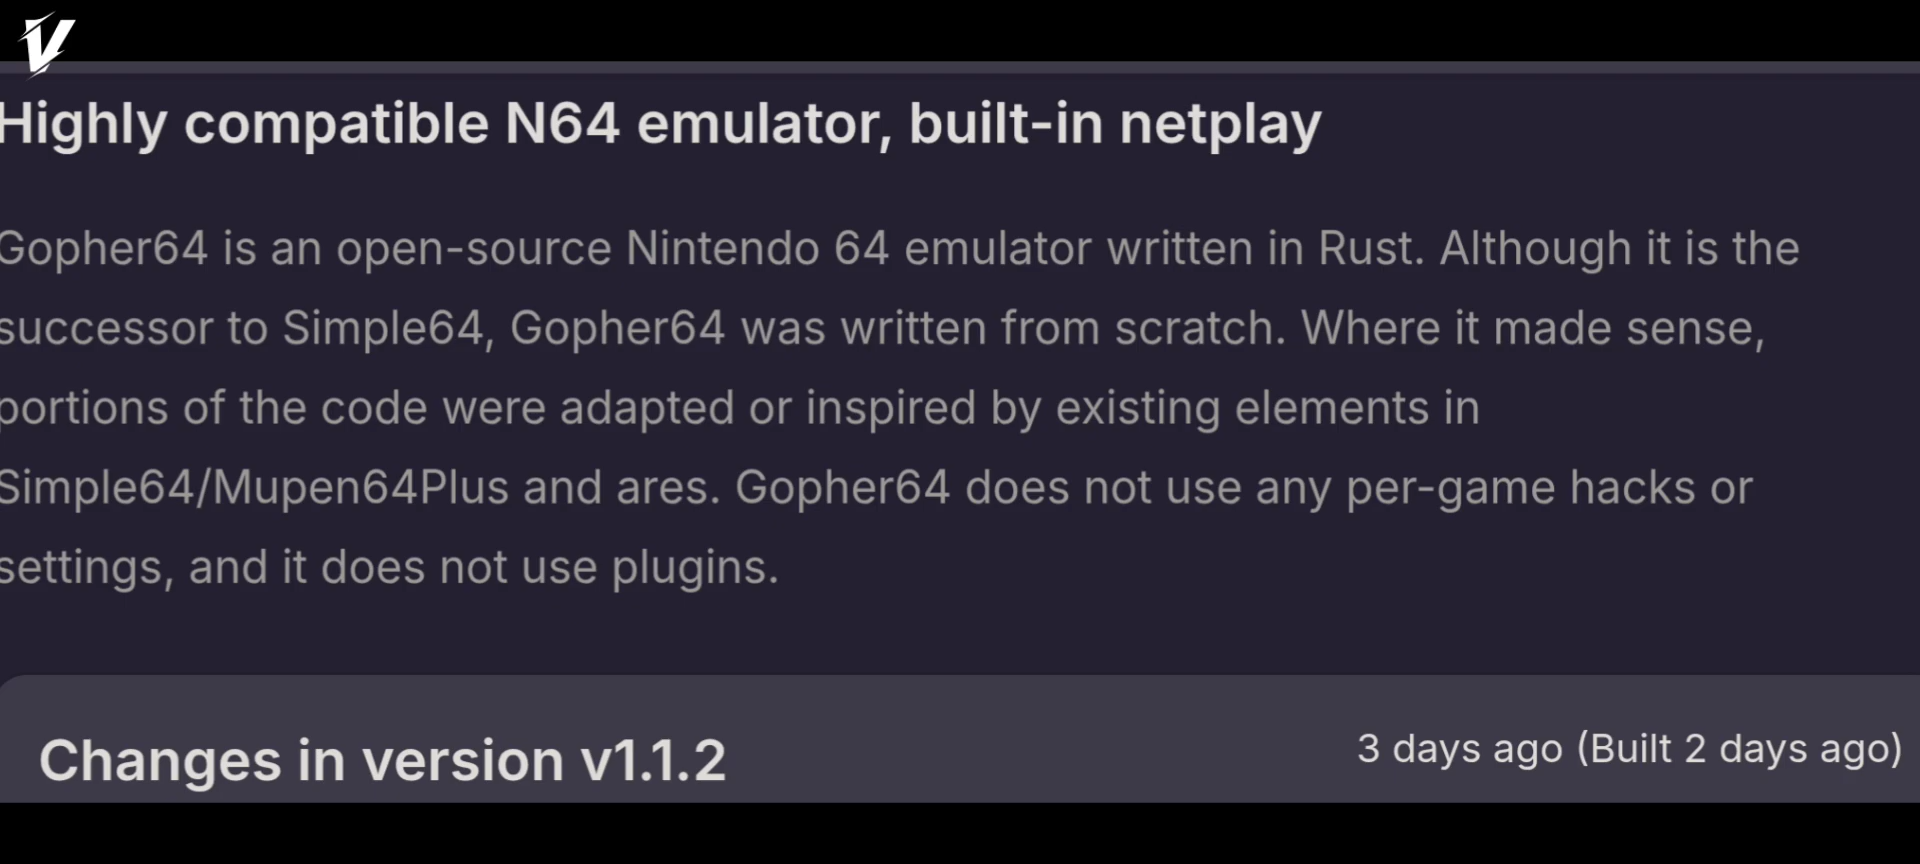 V
Highly compatible N64 emulator, built-in netplay
Gopher64 is an open-source Nintendo 64 emulator written in Rust. Although it is the
successor to Simple64, Gopher64 was written from scratch. Where it made sense,
portions of the code were adapted or inspired by existing elements in
Simple64/Mupen64Plus and ares. Gopher64 does not use any per-game hacks or
settings, and it does not use plugins.
Changes in version v1.1.2
3 days ago (Built 2 days ago)